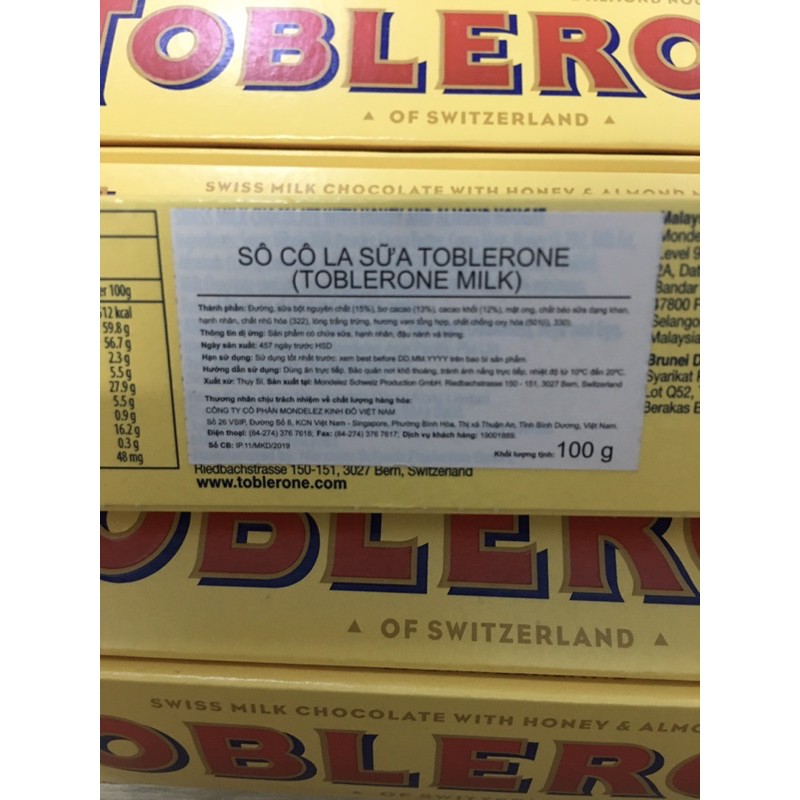 TOBLERO
▲ OF SWITZERLAND ▲
SWISS MILK CHOCOLATE WITH HONEY & ALMOND N
er 100g
512 kcal
59.8 g
56.7 g
2.3 g
5.5 g
27.9 g
5.5 g
0.9 g
16.2 g
0.3 g
48 mg
SÔ CÔ LA SỮA TOBLERONE
(TOBLERONE MILK)
Thành phần: Đường, sữa bột nguyên chất (15%), bơ cacao (13%), cacao khối (12%), mật ong, chất béo sữa dạng khan,
hạnh nhân, chất nhũ hóa (322), lòng trắng trứng, hương vani tổng hợp, chất chống oxy hóa (501(i), 330).
Thông tin dị ứng: Sản phẩm có chứa sữa, hạnh nhân, đậu nành và trứng.
Ngày sản xuất: 457 ngày trước HSD
Hạn sử dụng: Sử dụng tốt nhất trước: xem best before DD.MM.YYYY trên bao bì sản phẩm.
Hướng dẫn sử dụng: Dùng ăn trực tiếp. Bảo quản nơi khô thoáng, tránh ánh nắng trực tiếp, nhiệt độ từ 10°C đến 20°C.
Xuất xứ: Thụy Sĩ. Sản xuất tại: Mondelez Schweiz Production GmbH, Riedbachstrasse 150 - 151, 3027 Bern, Switzerland
Thương nhân chịu trách nhiệm về chất lượng hàng hóa:
CÔNG TY CỔ PHẦN MONDELEZ KINH ĐÔ VIỆT NAM
Số 26 VSIP, Đường Số 8, KCN Việt Nam - Singapore, Phường Bình Hòa, Thị xã Thuận An, Tỉnh Bình Dương, Việt Nam.
Điện thoại: (84-274) 376 7618; Fax: (84-274) 376 7617; Dịch vụ khách hàng: 19001899.
Số CB: IP.11/MKD/2019
Khối lượng tịnh: 100 g
Riedbachstrasse 150-151, 3027 Bern, Switzerland
www.toblerone.com
Malay
Monde
Level 9
2A, Dat
Bandar
47800 P
Selango
Malaysia
Brunei D
Syarikat
Lot Q52,
Berakas B
OBLER
▲ OF SWITZERLAND ▲
SWISS MILK CHOCOLATE WITH HONEY & ALMO
TOBLERO
OF SWITZERLAND